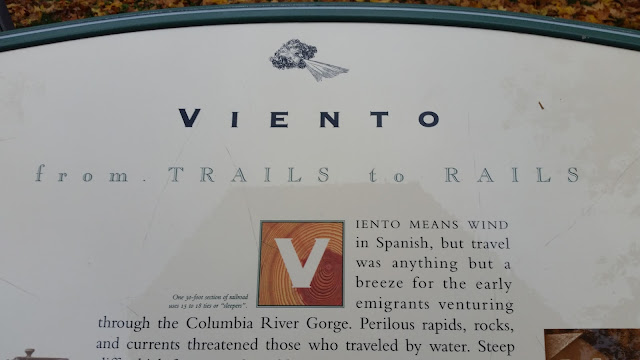 VIENTO
from TRAILS to RAILS
VIENTO MEANS WIND
in Spanish, but travel
was anything but a
breeze for the early
emigrants venturing
One 30-foot section of railroad
uses 15 to 18 ties or "sleepers".
through the Columbia River Gorge. Perilous rapids, rocks,
and currents threatened those who traveled by water. Steep